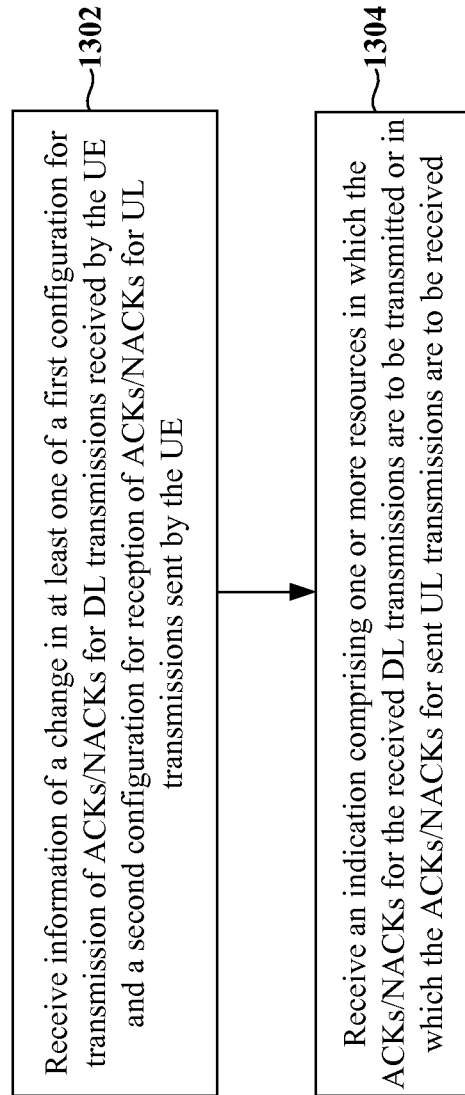 Receive information of a change in at least one of a first configuration for
transmission of ACKs/NACKs for DL transmissions received by the UE
and a second configuration for reception of ACKs/NACKs for UL
transmissions sent by the UE
1302
Receive an indication comprising one or more resources in which the
ACKs/NACKs for the received DL transmissions are to be transmitted or in
which the ACKs/NACKs for sent UL transmissions are to be received
1304